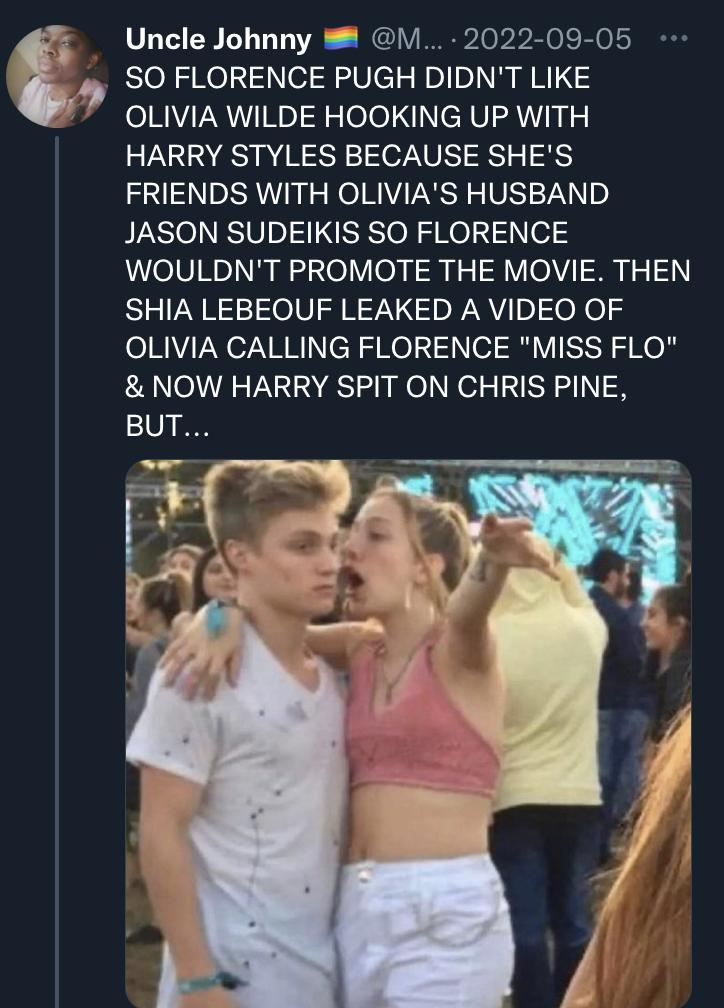 Uncle Johnny 🏳️‍🌈 @M... · 2022-09-05 ...
SO FLORENCE PUGH DIDN'T LIKE
OLIVIA WILDE HOOKING UP WITH
HARRY STYLES BECAUSE SHE'S
FRIENDS WITH OLIVIA'S HUSBAND
JASON SUDEIKIS SO FLORENCE
WOULDN'T PROMOTE THE MOVIE. THEN
SHIA LEBEOUF LEAKED A VIDEO OF
OLIVIA CALLING FLORENCE "MISS FLO"
& NOW HARRY SPIT ON CHRIS PINE,
BUT...